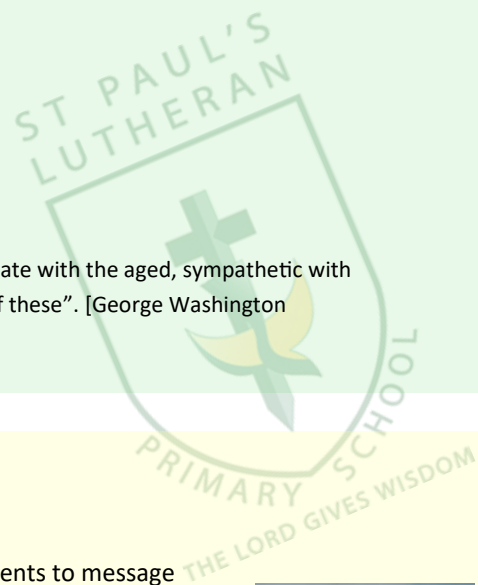 ST PAUL'S
LUTHERAN
ate with the aged, sympathetic with
f these”. [George Washington
PRIMARY SCHOOL
THE LORD GIVES WISDOM
ents to message